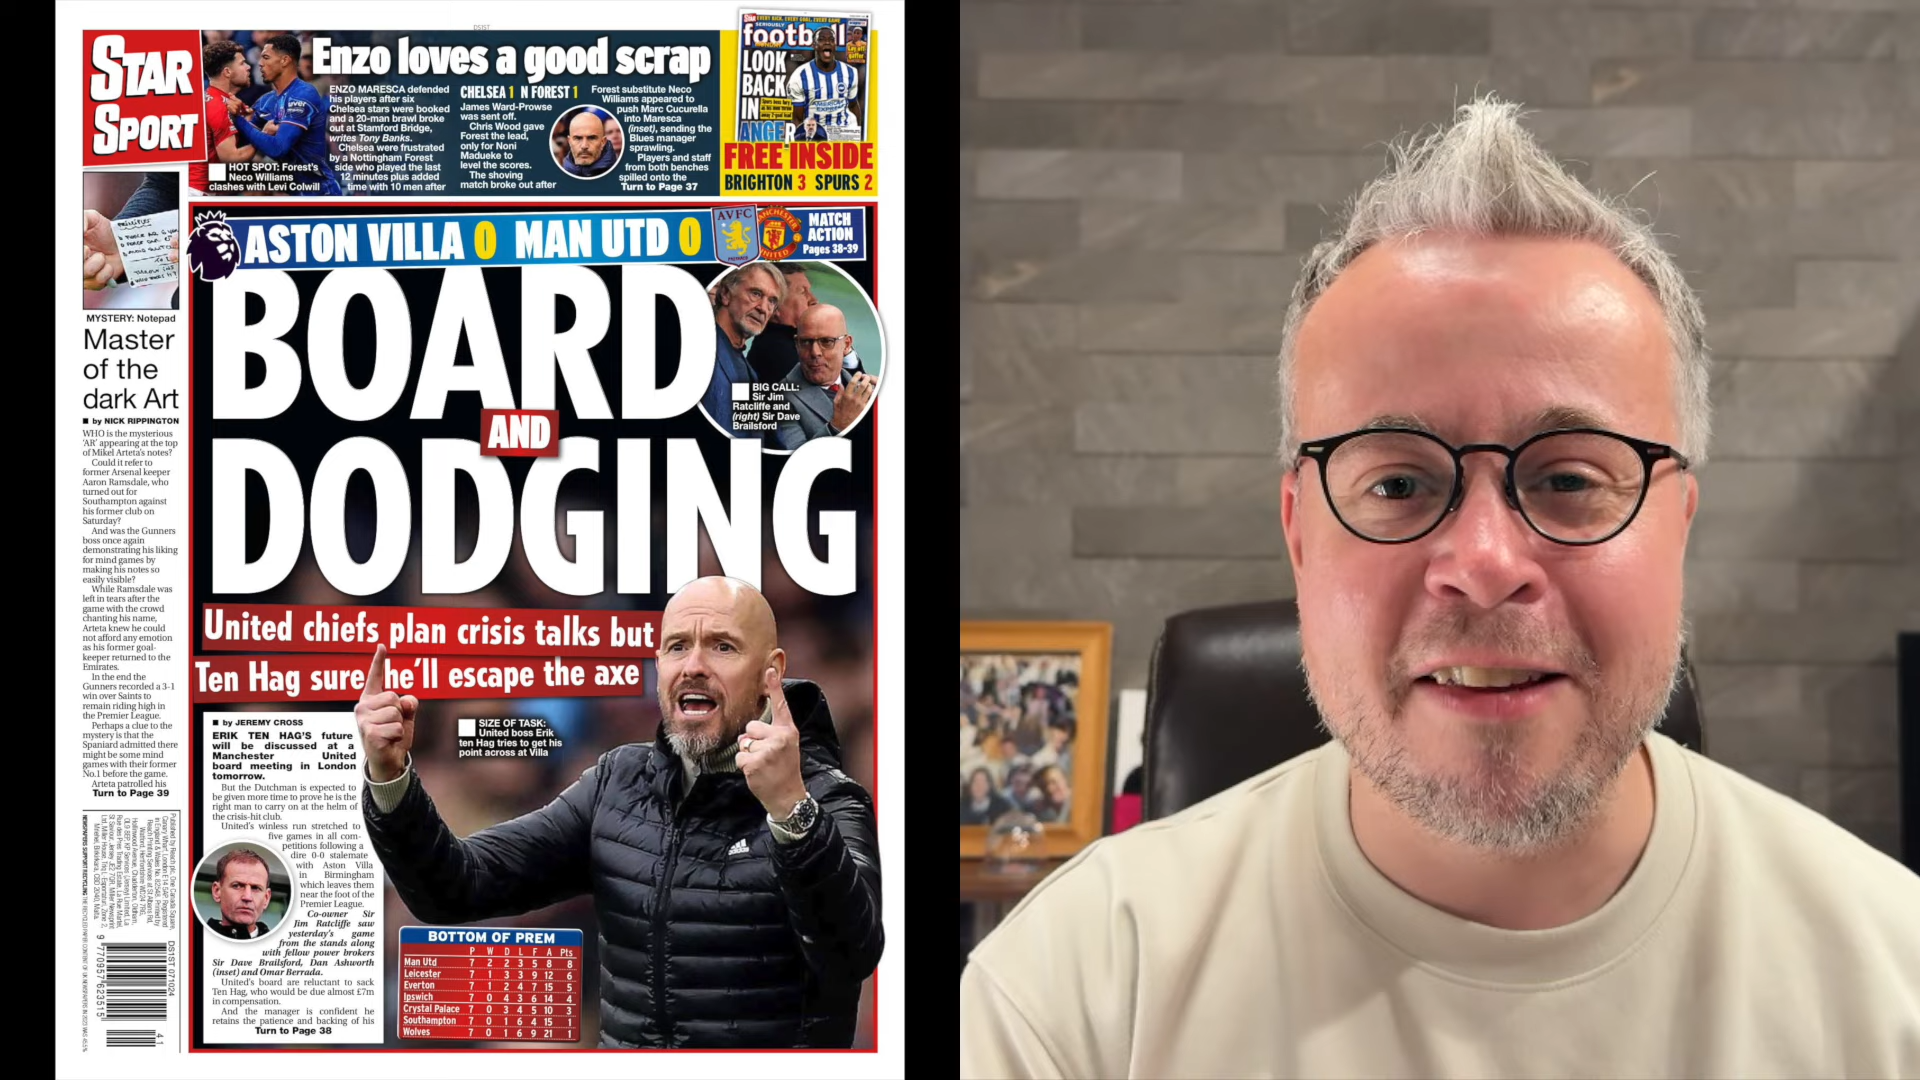 DS1ST
STAR
SPORT
Enzo loves a good scrap
ENZO MARESCA defended
his players after six
Chelsea stars were booked
and a 20-man brawl broke
out at Stamford Bridge,
writes Tony Banks.
Chelsea were frustrated
by a Nottingham Forest
side who played the last
12 minutes plus added
time with 10 men after
CHELSEA 1 N FOREST 1
James Ward-Prowse
was sent off.
Chris Wood gave
Forest the lead,
only for Noni
Madueke to
level the scores.
The shoving
match broke out after
Forest substitute Neco
Williams appeared to
push Marc Cucurella
into Maresca
(inset), sending the
Blues manager
sprawling.
Players and staff
from both benches
spilled onto the
Turn to Page 37
HOT SPOT: Forest's
Neco Williams
clashes with Levi Colwill
SERIOUSLY
football
LOOK
BACK
IN
ANGER
FREE INSIDE
BRIGHTON 3 SPURS 2
ASTON VILLA 0 MAN UTD 0
AVFC
MATCH
ACTION
Pages 38-39
BOARD
AND
DODGING
BIG CALL:
Sir Jim
Ratcliffe and
(right) Sir Dave
Brailsford
United chiefs plan crisis talks but
Ten Hag sure he'll escape the axe
MYSTERY: Notepad
Master
of the
dark Art
by NICK RIPPINGTON
WHO is the mysterious
'AR' appearing at the top
of Mikel Arteta's notes?
Could it refer to
former Arsenal keeper
Aaron Ramsdale, who
turned out for
Southampton against
his former club on
Saturday?
And was the Gunners
boss once again
demonstrating his liking
for mind games by
making his notes so
easily visible?
While Ramsdale was
left in tears after the
game with the crowd
chanting his name,
Arteta knew he could
not afford any emotion
as his former goal-
keeper returned to the
Emirates.
In the end the
Gunners recorded a 3-1
win over Saints to
remain riding high in
the Premier League.
Perhaps a clue to the
mystery is that the
Spaniard admitted there
might be some mind
games with their former
No.1 before the game.
Arteta patrolled his
Turn to Page 39
by JEREMY CROSS
ERIK TEN HAG'S future
will be discussed at a
Manchester United
board meeting in London
tomorrow.
But the Dutchman is expected to
be given more time to prove he is the
right man to carry on at the helm of
the crisis-hit club.
United's winless run stretched to
five games in all com-
petitions following a
dire 0-0 stalemate
with Aston Villa
in Birmingham
which leaves them
near the foot of the
Premier League.
Co-owner Sir
Jim Ratcliffe saw
yesterday's game
from the stands along
with fellow power brokers
Sir Dave Brailsford, Dan Ashworth
(inset) and Omar Berrada.
United's board are reluctant to sack
Ten Hag, who would be due almost £7m
in compensation.
And the manager is confident he
retains the patience and backing of his
Turn to Page 38
SIZE OF TASK:
United boss Erik
ten Hag tries to get his
point across at Villa
BOTTOM OF PREM
P W D L F A Pts
Man Utd 7 2 2 3 5 8 8
Leicester 7 1 3 3 9 12 6
Everton 7 1 2 4 7 15 5
Ipswich 7 0 4 3 6 14 4
Crystal Palace 7 0 3 4 5 10 3
Southampton 7 0 1 6 4 15 1
Wolves 7 0 1 6 9 21 1
DS1ST 071024
9 770957 623515
41